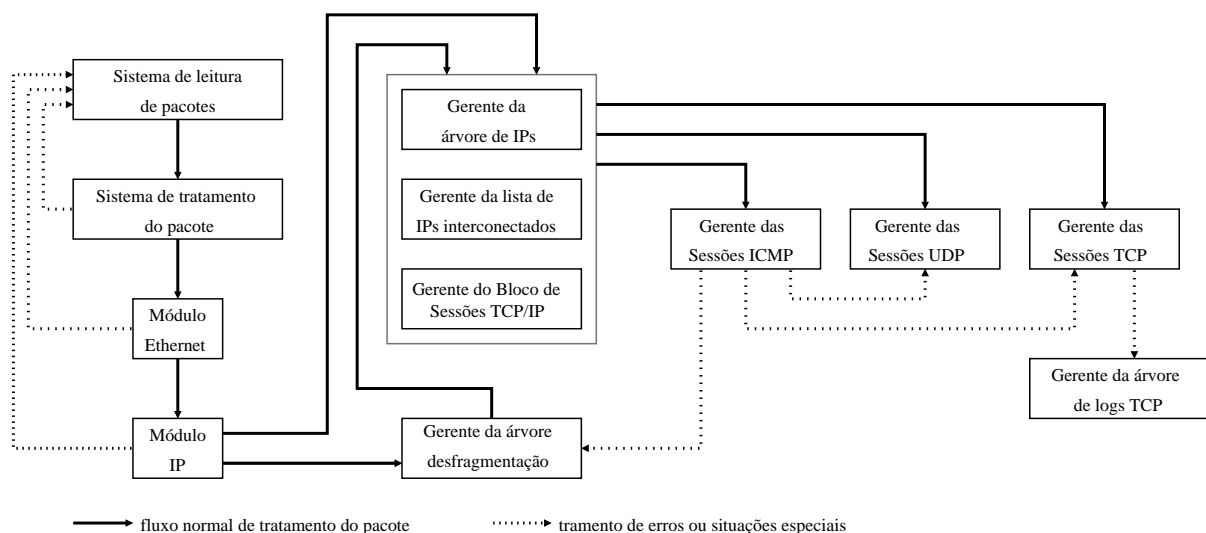 Sistema de leitura
de pacotes
Sistema de tratamento
do pacote
Módulo
Ethernet
Módulo
IP
Gerente da
árvore de IPs
Gerente da lista de
IPs interconectados
Gerente do Bloco de
Sessões TCP/IP
Gerente da árvore
desfragmentação
Gerente das
Sessões ICMP
Gerente das
Sessões UDP
Gerente das
Sessões TCP
Gerente da árvore
de logs TCP
fluxo normal de tratamento do pacote
tramento de erros ou situações especiais